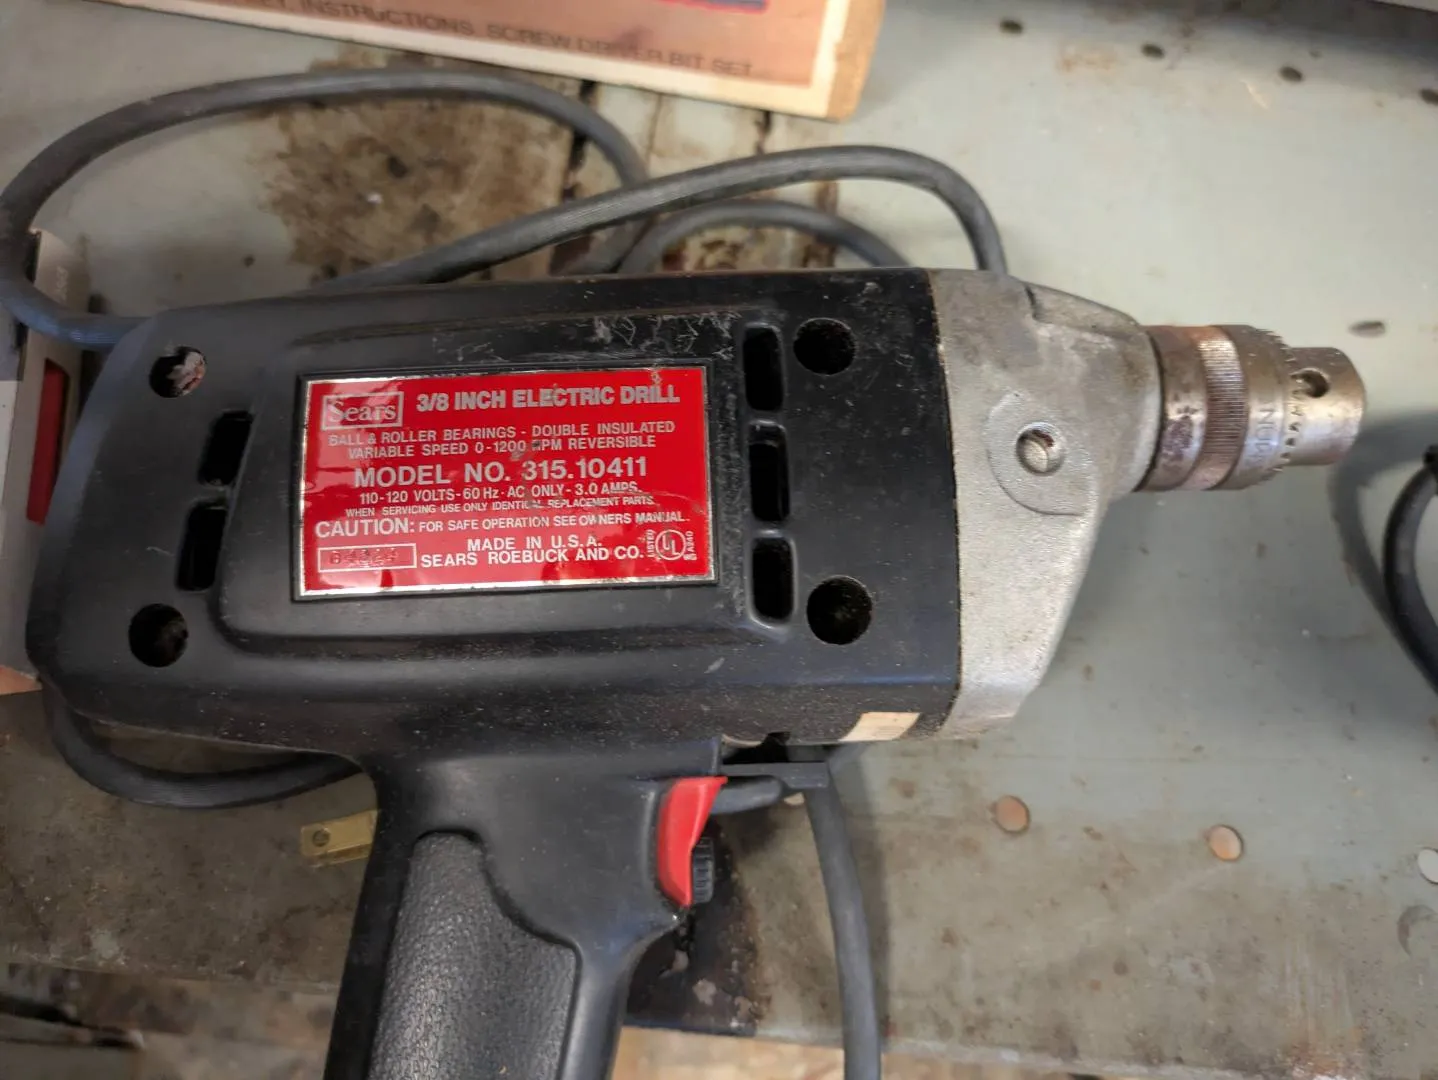 INSTRUCTIONS, SCREW DRIVER BIT SET
Sears
3/8 INCH ELECTRIC DRILL
BALL & ROLLER BEARINGS - DOUBLE INSULATED
VARIABLE SPEED 0-1200 RPM REVERSIBLE
MODEL NO. 315.10411
110-120 VOLTS - 60 Hz - AC ONLY - 3.0 AMPS.
WHEN SERVICING USE ONLY IDENTICAL REPLACEMENT PARTS.
CAUTION: FOR SAFE OPERATION SEE OWNERS MANUAL.
MADE IN U.S.A.
SEARS ROEBUCK AND CO.
LISTED
UL